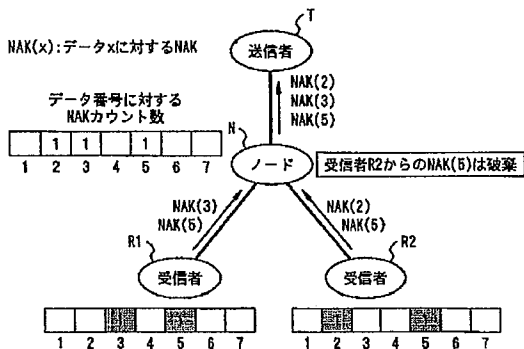 T
NAK(x):データxに対するNAK
送信者
NAK(2)
NAK(3)
NAK(5)
データ番号に対する
NAKカウント数
N
1 1 1
1 2 3 4 5 6 7
ノード
受信者R2からのNAK(5)は破棄
NAK(3)
NAK(5)
NAK(2)
NAK(5)
R1
R2
受信者
受信者
1 2 3 4 5 6 7
1 2 3 4 5 6 7